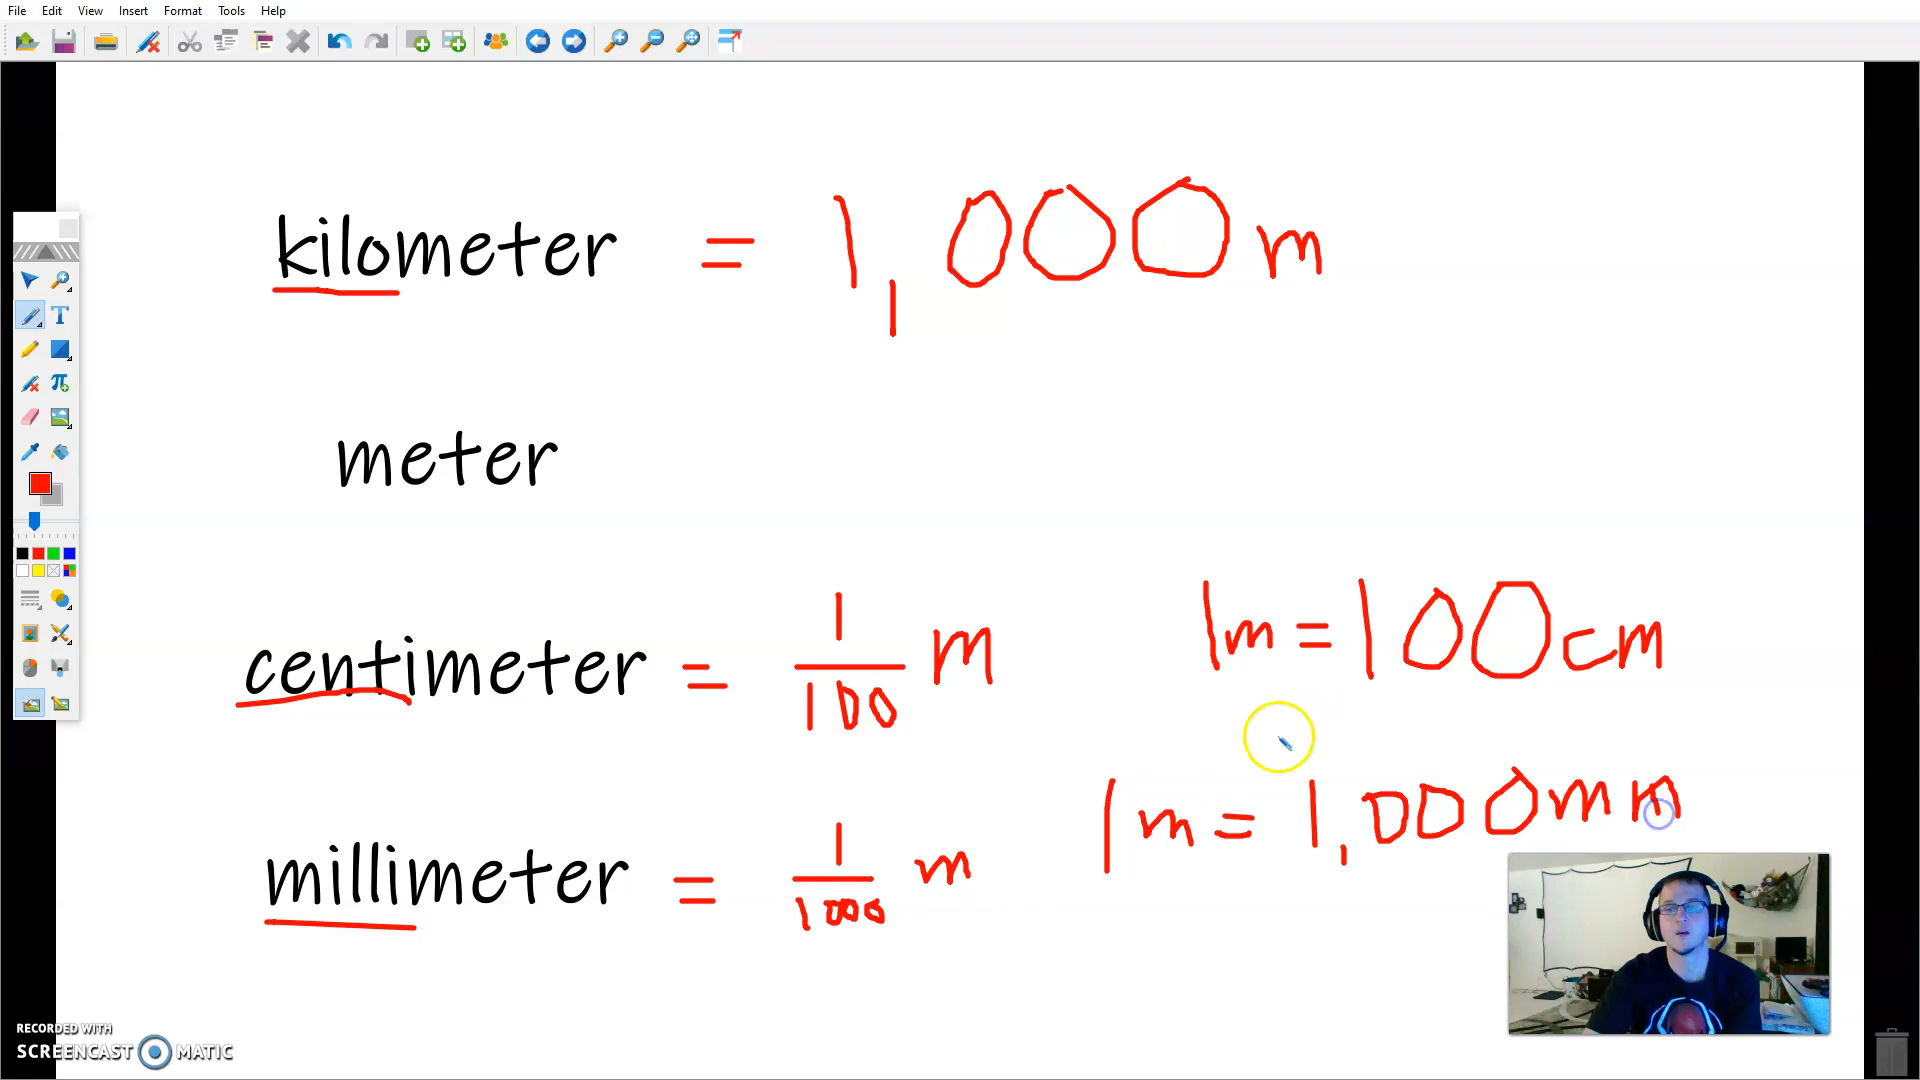 File Edit View Insert Format Tools Help
kilometer = 1,000 m
meter
centimeter = 1/100 m 1m = 100cm
millimeter = 1/1000 m 1 m = 1,000mm
RECORDED WITH
SCREENCAST MATIC